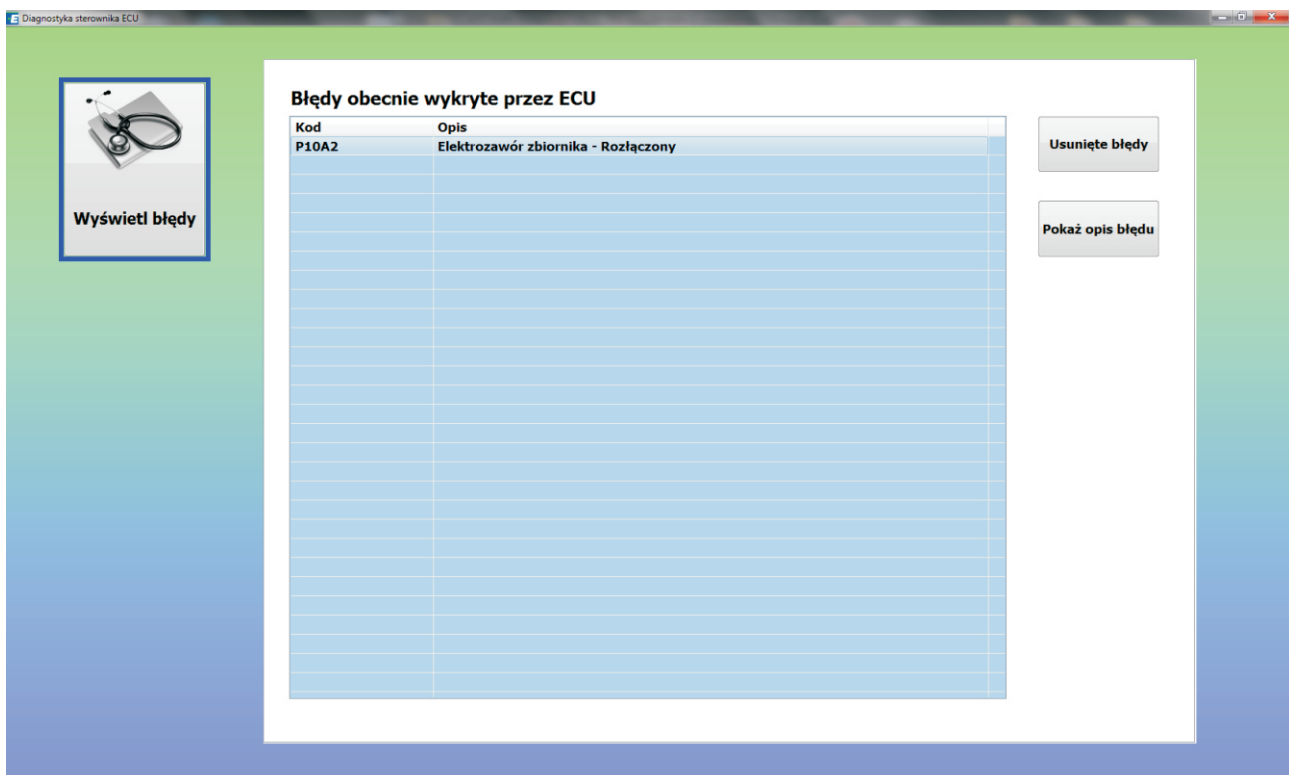 Diagnostyka sterownika ECU
Wyświetl błędy
Błędy obecnie wykryte przez ECU
Kod Opis
P10A2 Elektrozawór zbiornika - Rozłączony
Usunięte błędy
Pokaż opis błędu